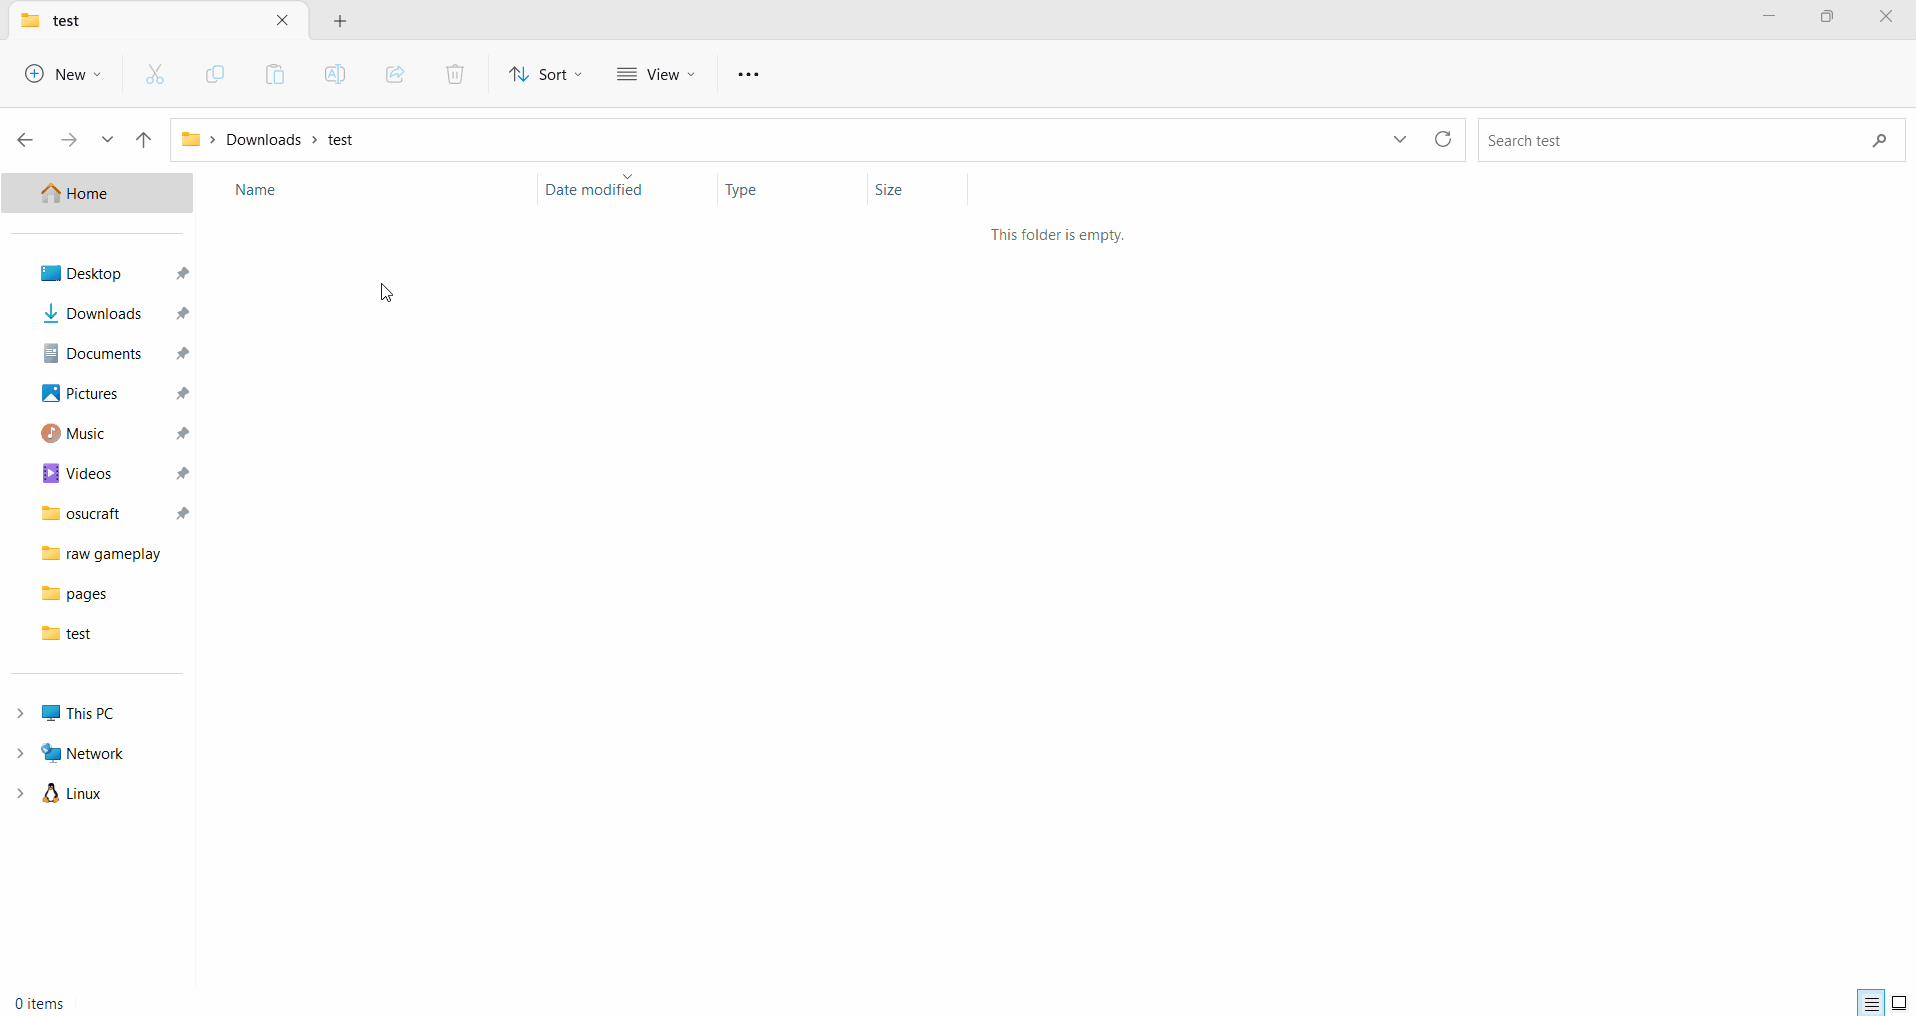 test
New
Sort
View
Downloads
test
Search test
Home
Name
Date modified
Type
Size
This folder is empty.
Desktop
Downloads
Documents
Pictures
Music
Videos
osucraft
raw gameplay
pages
test
This PC
Network
Linux
0 items